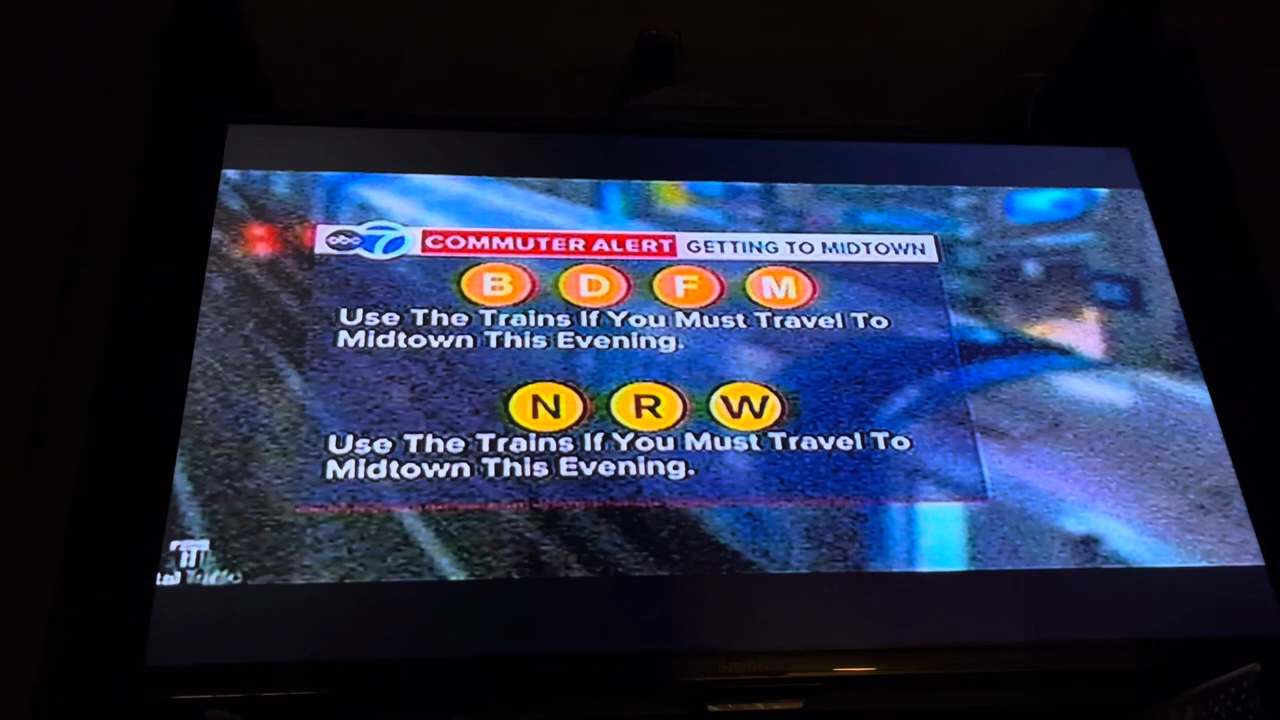 abc 7 COMMUTER ALERT GETTING TO MIDTOWN
B D F M
Use The Trains If You Must Travel To
Midtown This Evening.
N R W
Use The Trains If You Must Travel To
Midtown This Evening.
INSIGNIA